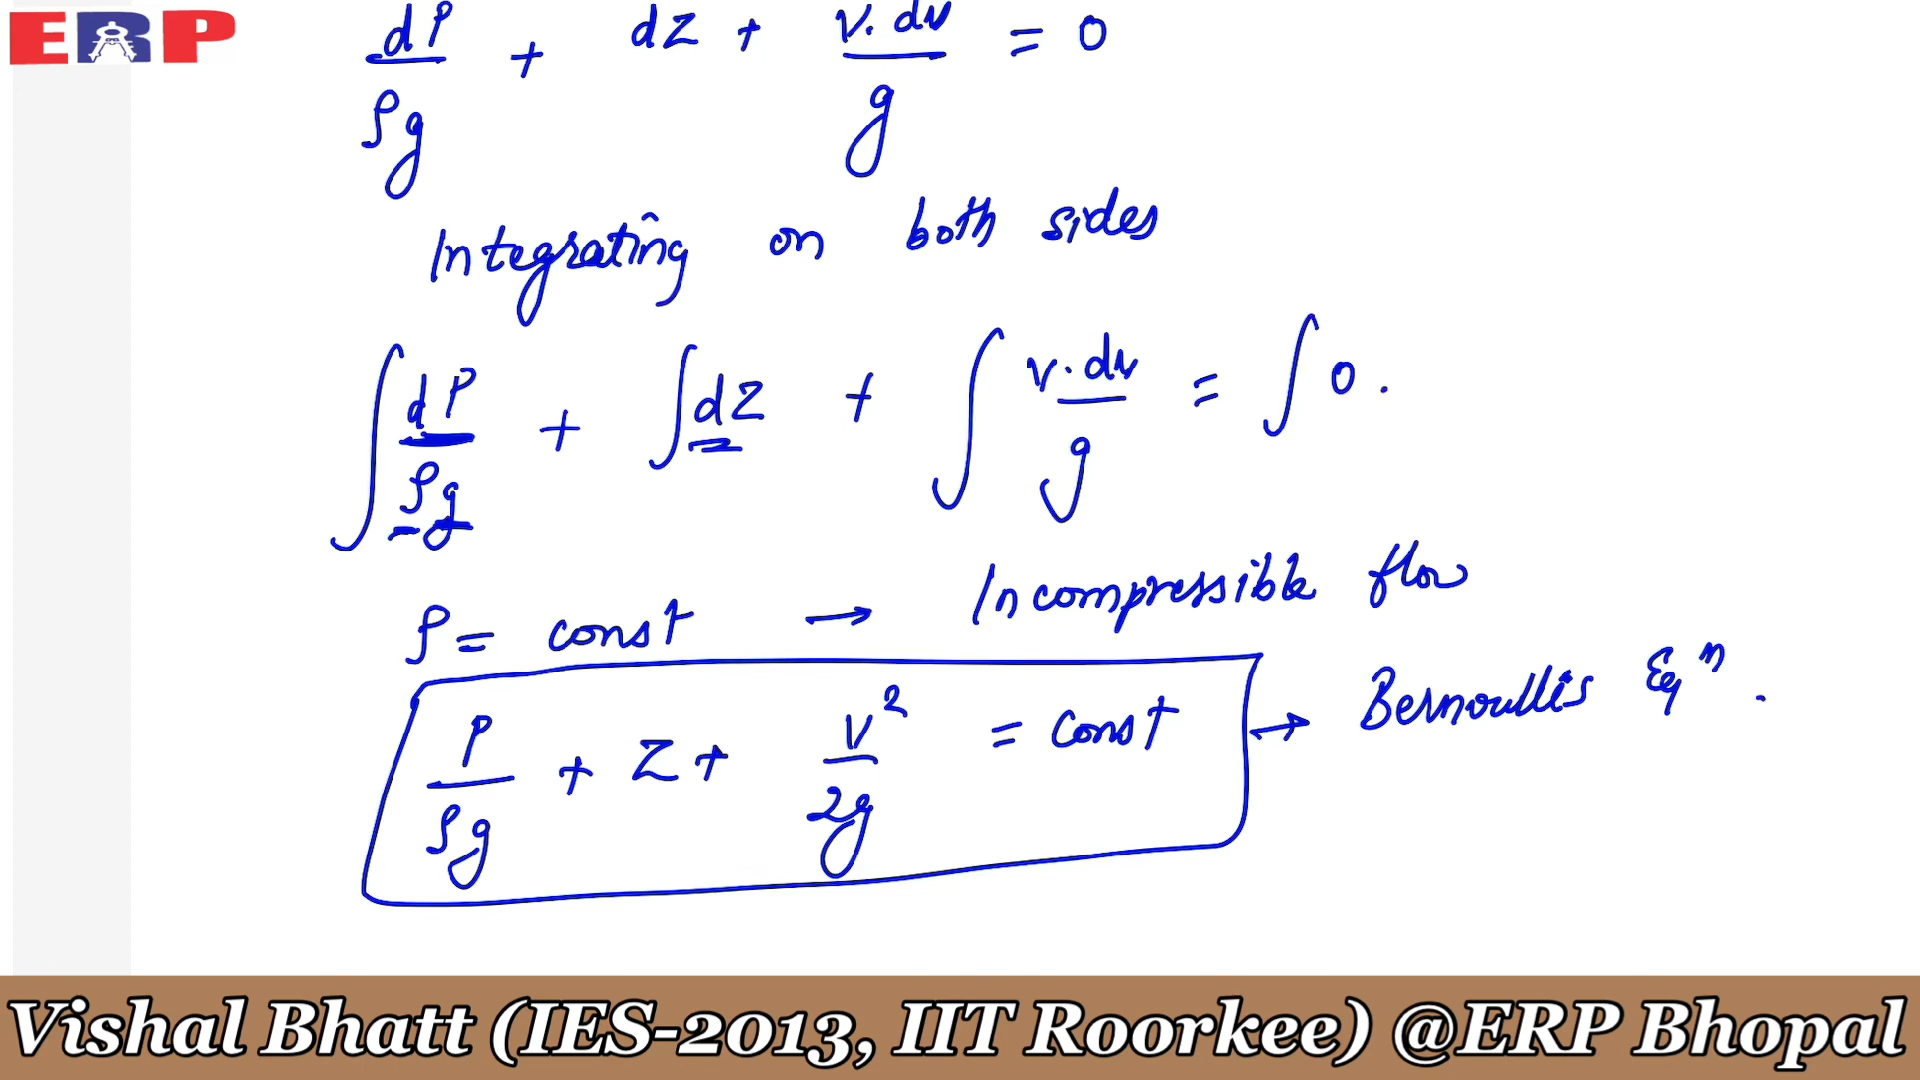 ERP
dP/ρg + dz + v.dv/g = 0
Integrating on both sides
∫ dP/ρg + ∫ dz + ∫ v.dv/g = ∫ 0.
ρ = const → Incompressible flow
P/ρg + Z + V²/2g = const → Bernoulli's Eqⁿ.
Vishal Bhatt (IES-2013, IIT Roorkee) @ERP Bhopal